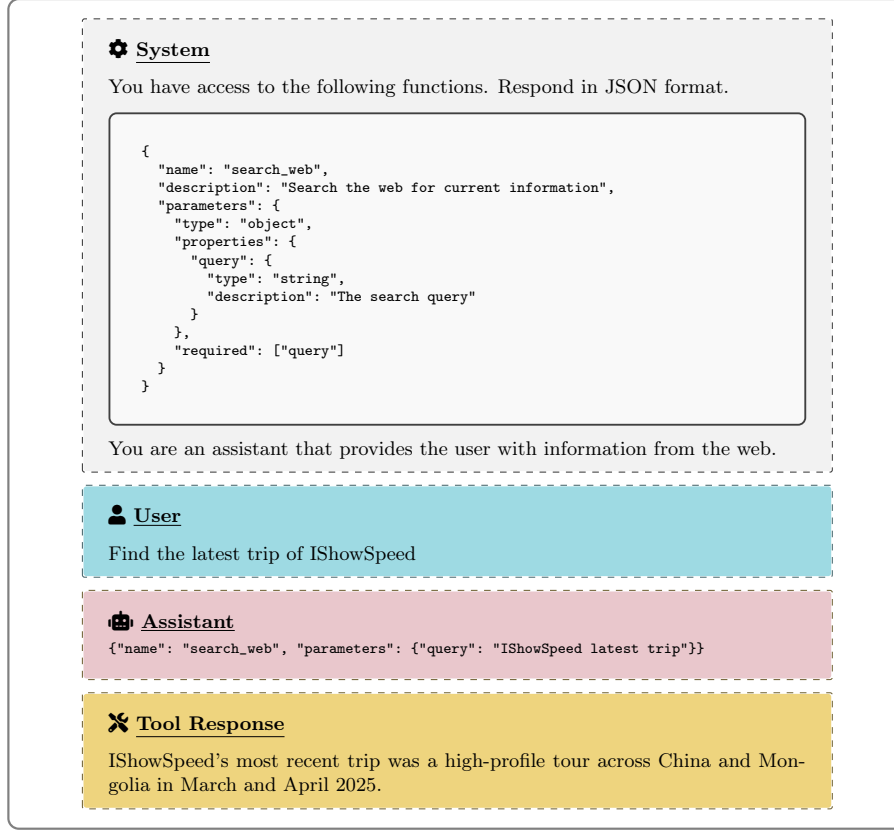 System
You have access to the following functions. Respond in JSON format.
{
  "name": "search_web",
  "description": "Search the web for current information",
  "parameters": {
    "type": "object",
    "properties": {
      "query": {
        "type": "string",
        "description": "The search query"
      }
    },
    "required": ["query"]
  }
}
You are an assistant that provides the user with information from the web.
User
Find the latest trip of IShowSpeed
Assistant
{"name": "search_web", "parameters": {"query": "IShowSpeed latest trip"}}
Tool Response
IShowSpeed's most recent trip was a high-profile tour across China and Mon-
golia in March and April 2025.